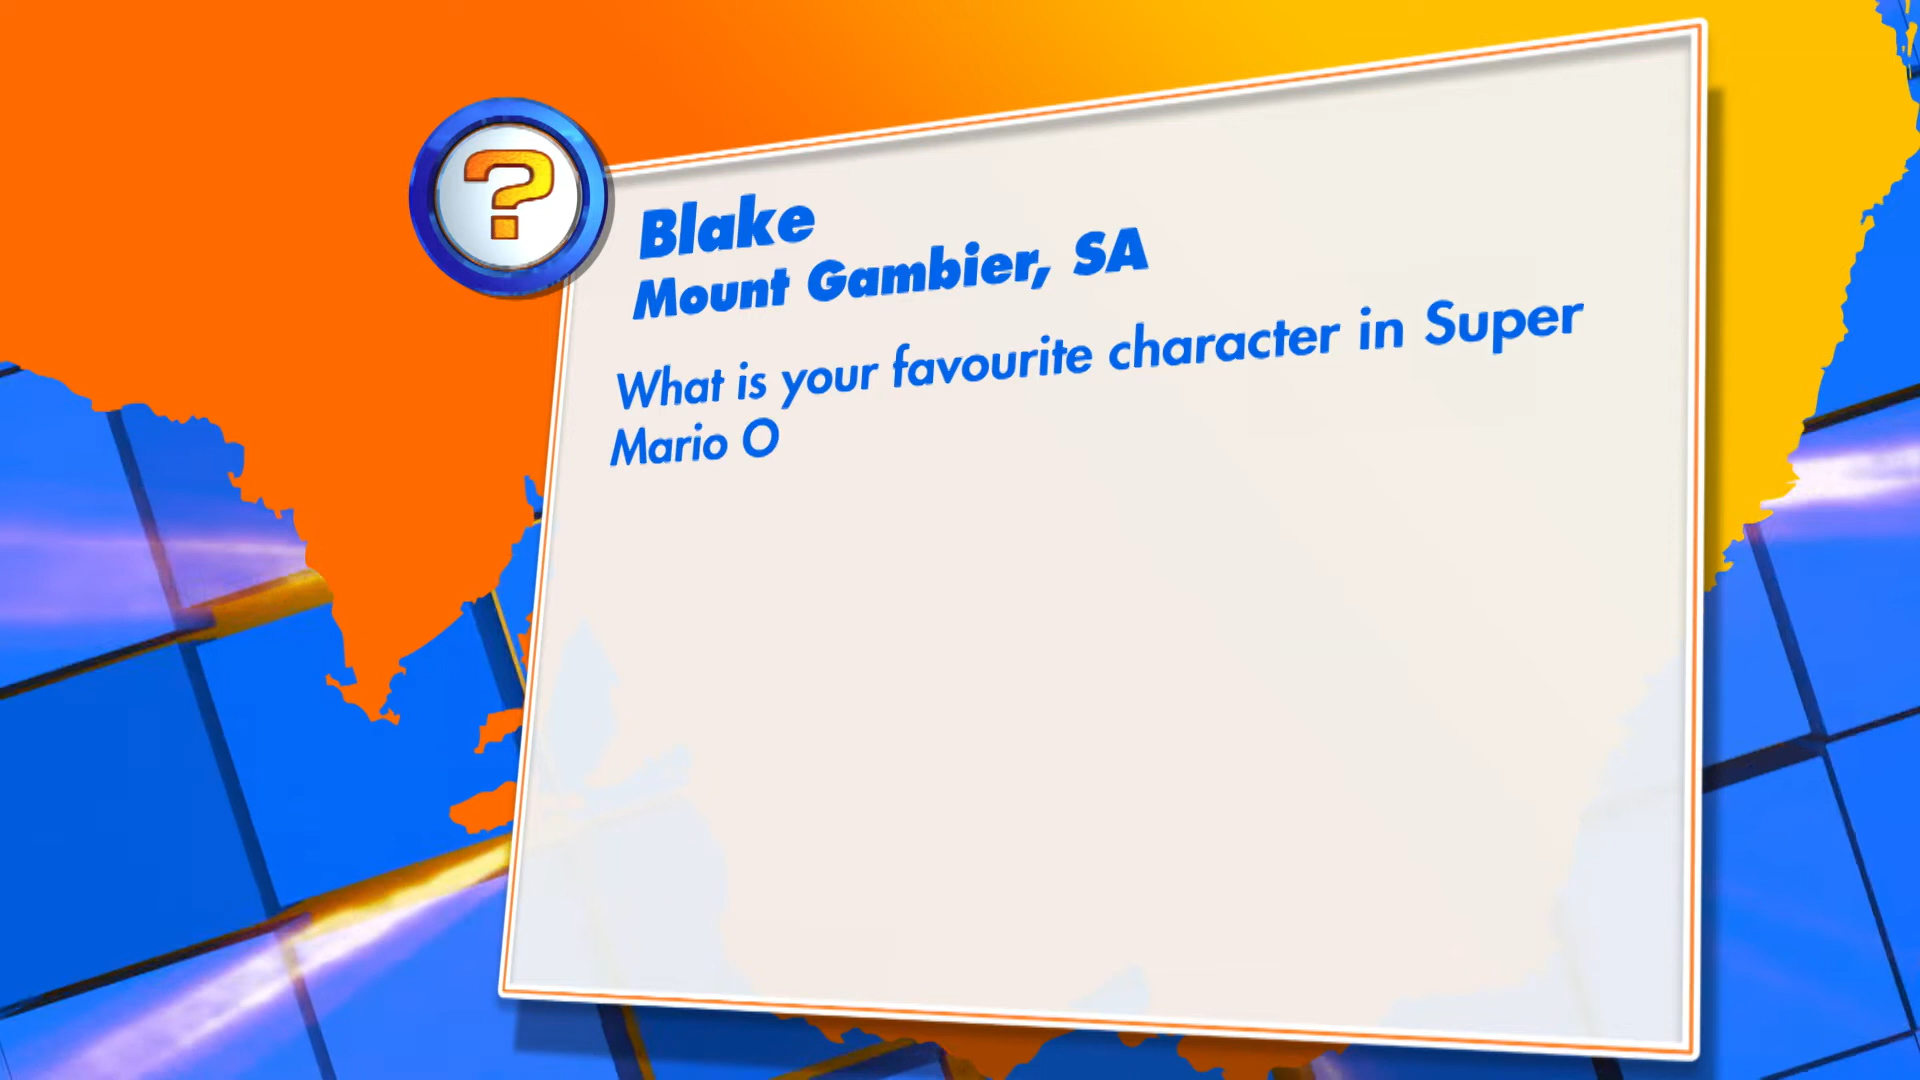 ?
Blake
Mount Gambier, SA
What is your favourite character in Super
Mario O